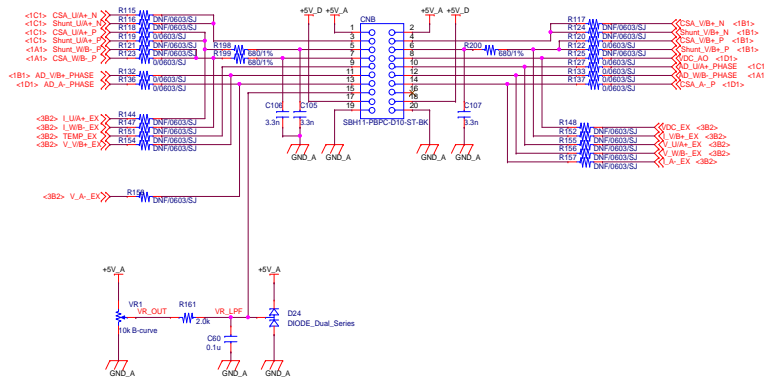 <1C1> CSA_U/A+_N R115 DNF/0603/SJ
<1C1> Shunt_U/A+_N R116 DNF/0603/SJ
<1C1> CSA_U/A+_P R118 0/0603/SJ
<1C1> Shunt_U/A+_P R119 0/0603/SJ
<1A1> Shunt_W/B-_P R121 0/0603/SJ
<1A1> CSA_W/B-_P R123 0/0603/SJ
R198 680/1%
R199 680/1%
<1B1> AD_V/B+_PHASE R132 DNF/0603/SJ
<1D1> AD_A-_PHASE R136 0/0603/SJ
<3B2> I_U/A+_EX R144 DNF/0603/SJ
<3B2> I_W/B-_EX R147 DNF/0603/SJ
<3B2> TEMP_EX R151 DNF/0603/SJ
<3B2> V_V/B+_EX R154 DNF/0603/SJ
<3B2> V_A-_EX DNF/0603/SJ
+5V_D +5V_A CNB +5V_A +5V_D
1 2
3 4
5 6
7 8
9 10
11 12
13 14
15 16
17 18
19 20
SBH11-PBPC-D10-ST-BK
C106 3.3n
C105 3.3n
C107 3.3n
GND_A
GND_A
GND_A
GND_A
R200 680/1%
R117 DNF/0603/SJ CSA_V/B+_N <1B1>
R124 DNF/0603/SJ Shunt_V/B+_N <1B1>
R120 0/0603/SJ CSA_V/B+_P <1B1>
R122 0/0603/SJ Shunt_V/B+_P <1B1>
R125 0/0603/SJ VDC_AO <1D1>
R127 0/0603/SJ AD_U/A+_PHASE <1C1
R133 0/0603/SJ AD_W/B-_PHASE <1A1
R137 0/0603/SJ CSA_A-_P <1D1>
R148 DNF/0603/SJ VDC_EX <3B2>
R152 DNF/0603/SJ I_V/B+_EX <3B2>
R155 DNF/0603/SJ V_U/A+_EX <3B2>
R156 DNF/0603/SJ V_W/B-_EX <3B2>
R157 DNF/0603/SJ I_A-_EX <3B2>
+5V_A +5V_A
VR1
10k B-curve
VR_OUT R161 2.0k VR_LPF
C60
0.1u
D24
DIODE_Dual_Series
GND_A GND_A GND_A